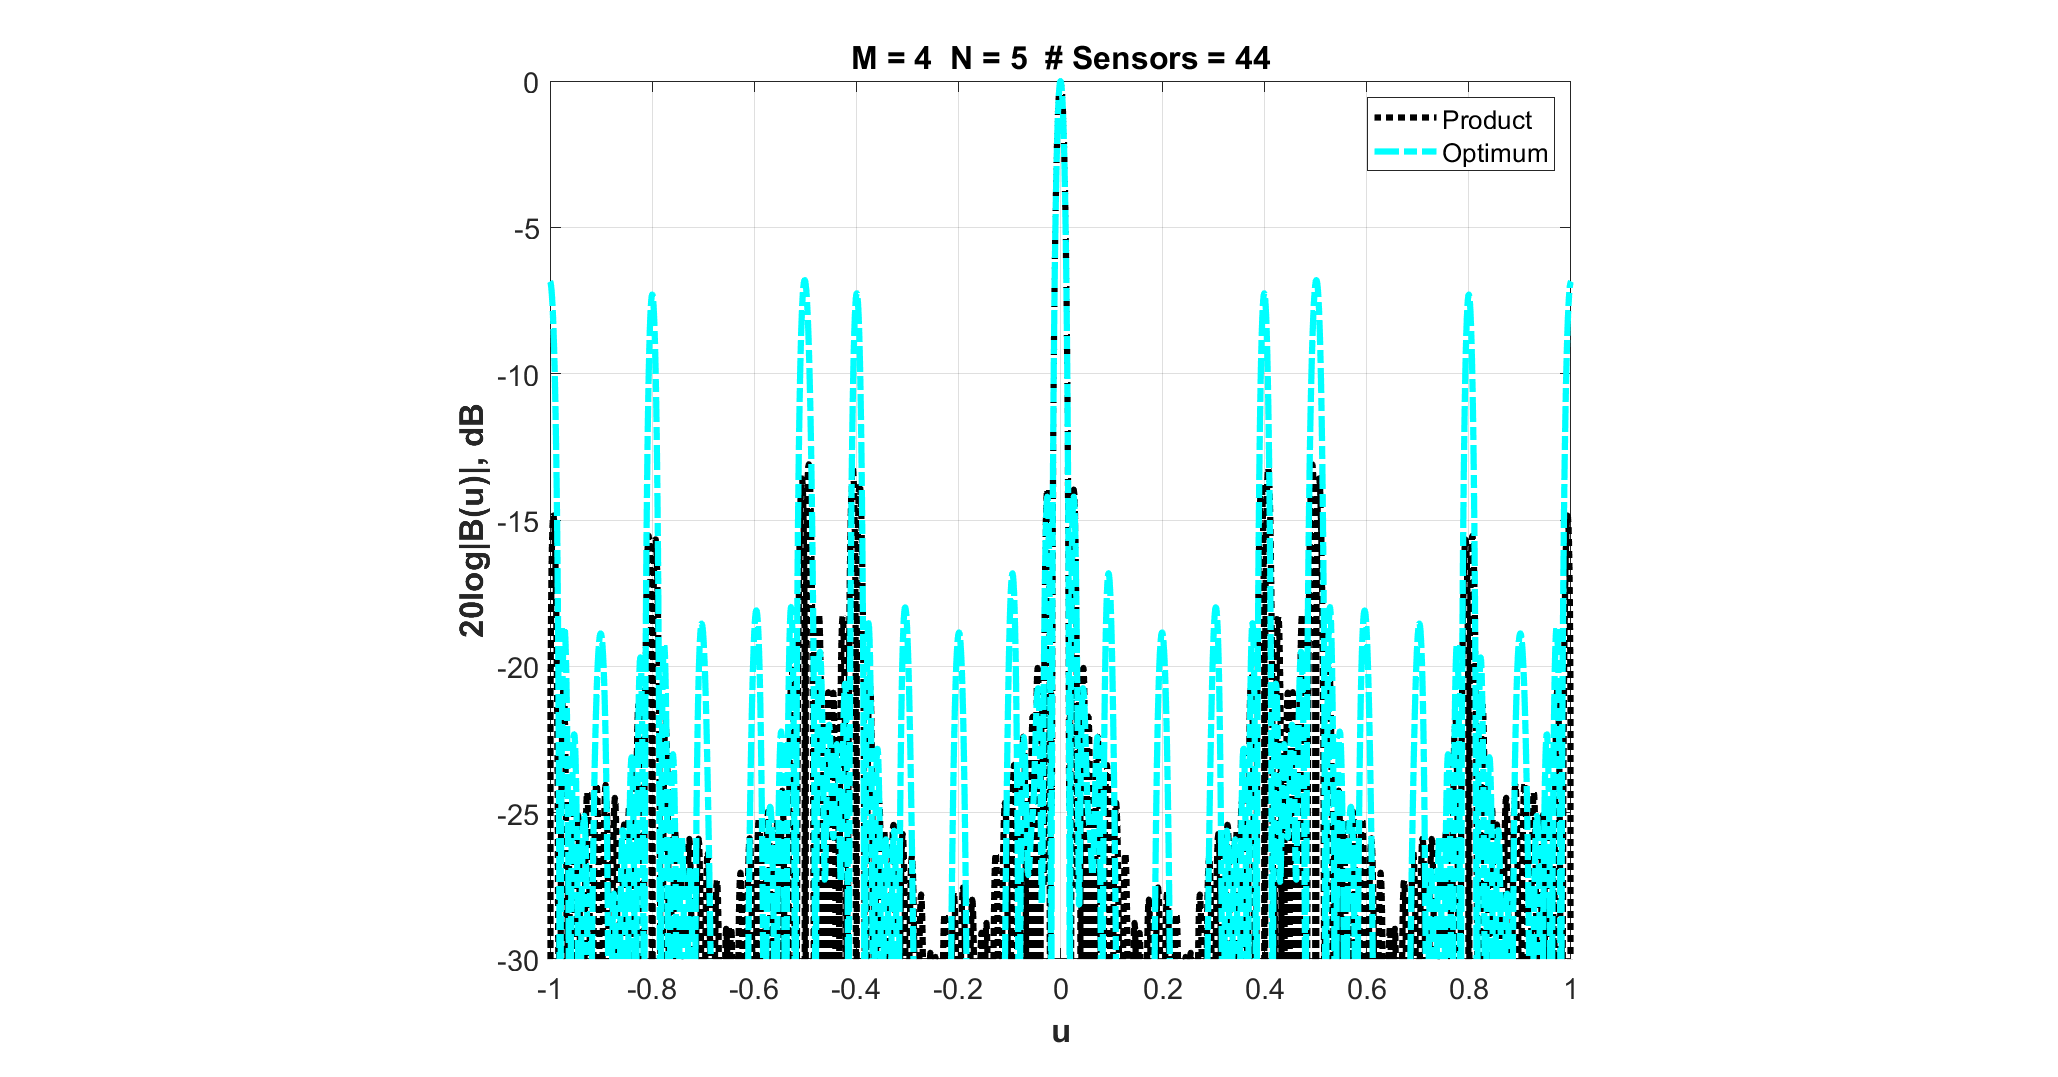 M = 4  N = 5  # Sensors = 44
Product
Optimum
20log|B(u)|, dB
0
-5
-10
-15
-20
-25
-30
-1 -0.8 -0.6 -0.4 -0.2 0 0.2 0.4 0.6 0.8 1
u